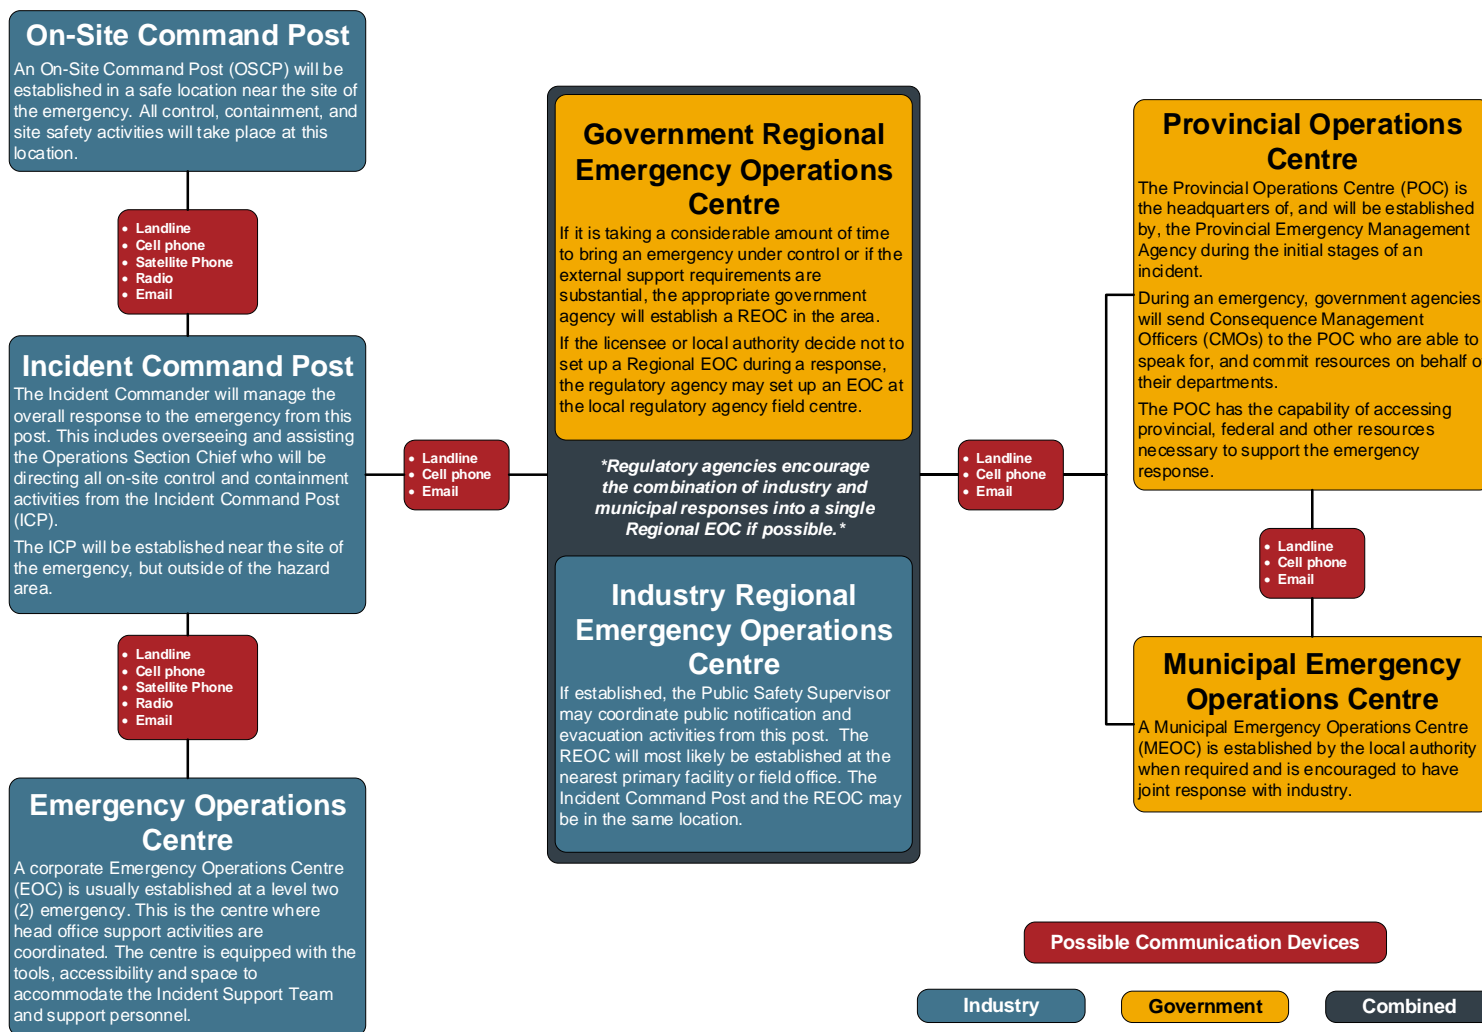 On-Site Command Post
An On-Site Command Post (OSCP) will be
established in a safe location near the site of
the emergency. All control, containment, and
site safety activities will take place at this
location.
• Landline
• Cell phone
• Satellite Phone
• Radio
• Email
Incident Command Post
The Incident Commander will manage the
overall response to the emergency from this
post. This includes overseeing and assisting
the Operations Section Chief who will be
directing all on-site control and containment
activities from the Incident Command Post
(ICP).
The ICP will be established near the site of
the emergency, but outside of the hazard
area.
• Landline
• Cell phone
• Satellite Phone
• Radio
• Email
Emergency Operations
Centre
A corporate Emergency Operations Centre
(EOC) is usually established at a level two
(2) emergency. This is the centre where
head office support activities are
coordinated. The centre is equipped with the
tools, accessibility and space to
accommodate the Incident Support Team
and support personnel.
• Landline
• Cell phone
• Email
Government Regional
Emergency Operations
Centre
If it is taking a considerable amount of time
to bring an emergency under control or if the
external support requirements are
substantial, the appropriate government
agency will establish a REOC in the area.
If the licensee or local authority decide not to
set up a Regional EOC during a response,
the regulatory agency may set up an EOC at
the local regulatory agency field centre.
*Regulatory agencies encourage
the combination of industry and
municipal responses into a single
Regional EOC if possible.*
Industry Regional
Emergency Operations
Centre
If established, the Public Safety Supervisor
may coordinate public notification and
evacuation activities from this post. The
REOC will most likely be established at the
nearest primary facility or field office. The
Incident Command Post and the REOC may
be in the same location.
• Landline
• Cell phone
• Email
Provincial Operations
Centre
The Provincial Operations Centre (POC) is
the headquarters of, and will be established
by, the Provincial Emergency Management
Agency during the initial stages of an
incident.
During an emergency, government agencies
will send Consequence Management
Officers (CMOs) to the POC who are able to
speak for, and commit resources on behalf o
their departments.
The POC has the capability of accessing
provincial, federal and other resources
necessary to support the emergency
response.
• Landline
• Cell phone
• Email
Municipal Emergency
Operations Centre
A Municipal Emergency Operations Centre
(MEOC) is established by the local authority
when required and is encouraged to have
joint response with industry.
Possible Communication Devices
Industry
Government
Combined